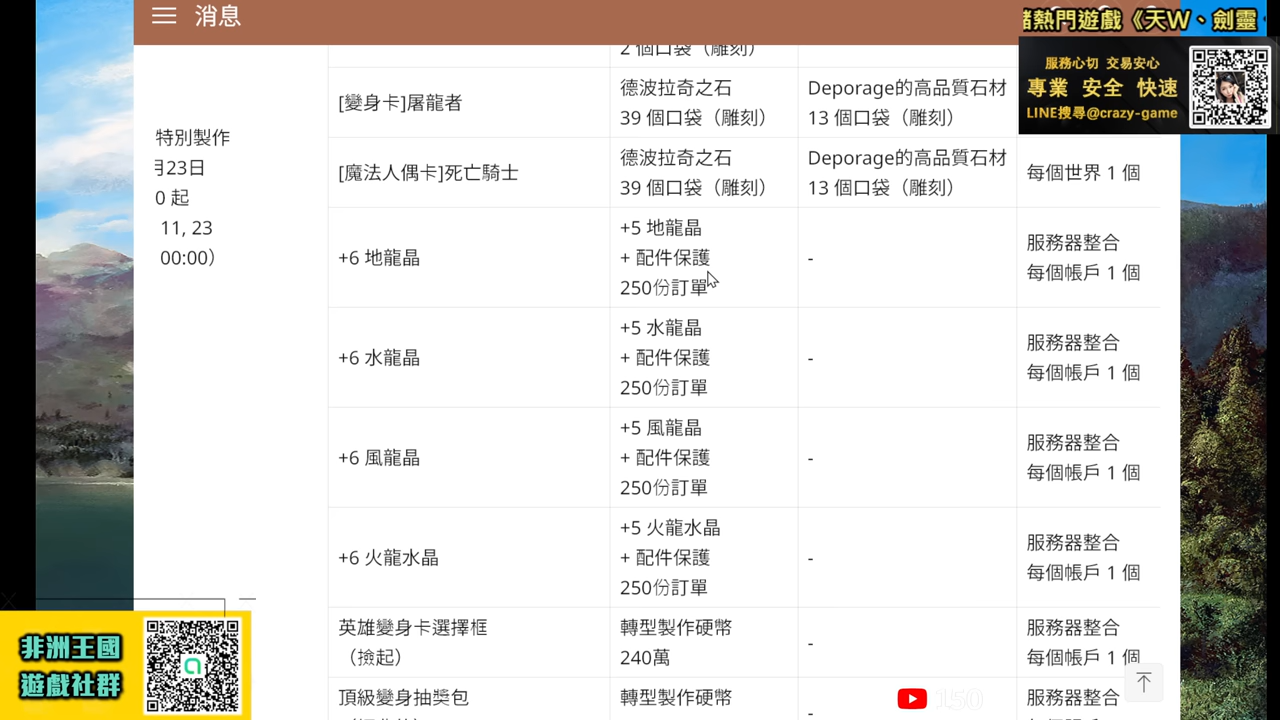 消息
儲熱門遊戲《天W、劍靈
服務心切 交易安心
專業 安全 快速
LINE搜尋@crazy-game
2 個口袋（雕刻）
特別製作
月23日
0 起
11, 23
00:00）
[變身卡]屠龍者
德波拉奇之石
39 個口袋（雕刻）
Deporage的高品質石材
13 個口袋（雕刻）
[魔法人偶卡]死亡騎士
德波拉奇之石
39 個口袋（雕刻）
Deporage的高品質石材
13 個口袋（雕刻）
每個世界 1 個
+6 地龍晶
+5 地龍晶
+ 配件保護
250份訂單
-
服務器整合
每個帳戶 1 個
+6 水龍晶
+5 水龍晶
+ 配件保護
250份訂單
-
服務器整合
每個帳戶 1 個
+6 風龍晶
+5 風龍晶
+ 配件保護
250份訂單
-
服務器整合
每個帳戶 1 個
+6 火龍水晶
+5 火龍水晶
+ 配件保護
250份訂單
-
服務器整合
每個帳戶 1 個
英雄變身卡選擇框
（撿起）
轉型製作硬幣
240萬
-
服務器整合
每個帳戶 1 個
頂級變身抽獎包
轉型製作硬幣
-
服務器整合
非洲王國
遊戲社群
150